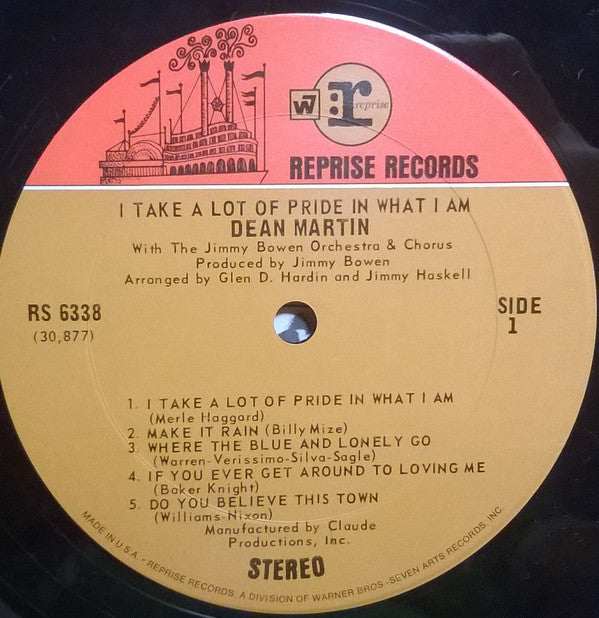 W7
r
:reprise
REPRISE RECORDS
I TAKE A LOT OF PRIDE IN WHAT I AM
DEAN MARTIN
With The Jimmy Bowen Orchestra & Chorus
Produced by Jimmy Bowen
Arranged by Glen D. Hardin and Jimmy Haskell
RS 6338
(30,877)
SIDE
1
1. I TAKE A LOT OF PRIDE IN WHAT I AM
(Merle Haggard)
2. MAKE IT RAIN (Billy Mize)
3. WHERE THE BLUE AND LONELY GO
(Warren-Verissimo-Silva-Sagle)
4. IF YOU EVER GET AROUND TO LOVING ME
(Baker Knight)
5. DO YOU BELIEVE THIS TOWN
(Williams-Nixon)
Manufactured by Claude
Productions, Inc.
STEREO
MADE IN U.S.A. - REPRISE RECORDS, A DIVISION OF WARNER BROS.-SEVEN ARTS RECORDS, INC.